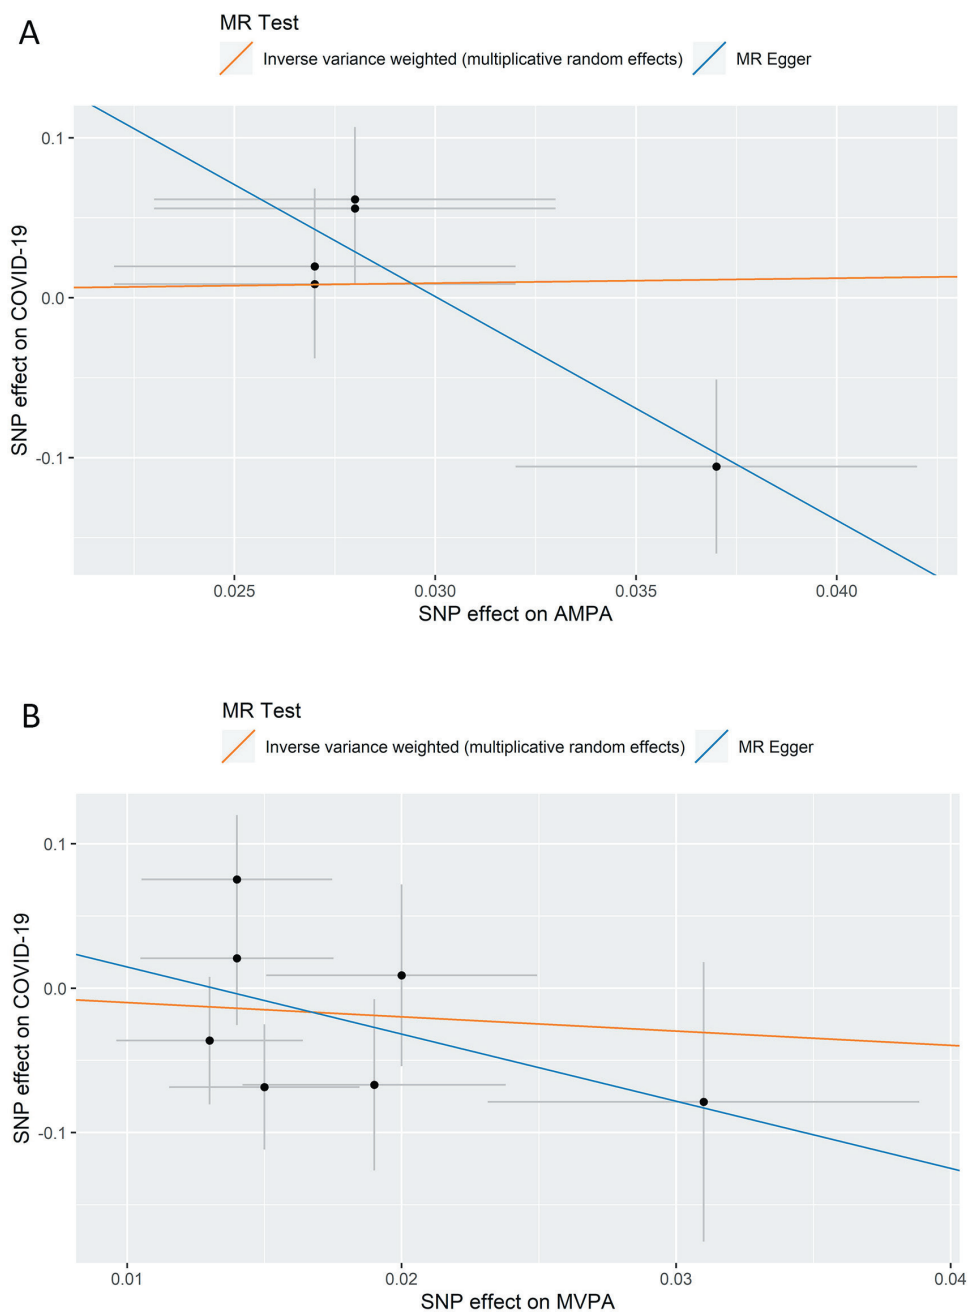 A
MR Test
Inverse variance weighted (multiplicative random effects) MR Egger
0.1
0.0
-0.1
SNP effect on COVID-19
0.025 0.030 0.035 0.040
SNP effect on AMPA
B
MR Test
Inverse variance weighted (multiplicative random effects) MR Egger
0.1
0.0
-0.1
SNP effect on COVID-19
0.01 0.02 0.03 0.04
SNP effect on MVPA